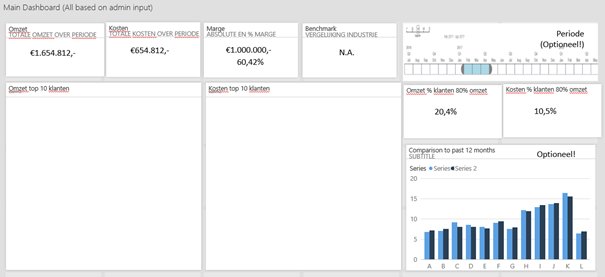 Main Dashboard (All based on admin input)
Omzet
TOTALE OMZET OVER PERIODE
€1.654.812,-
Kosten
TOTALE KOSTEN OVER PERIODE
€654.812,-
Marge
ABSOLUTE EN % MARGE
€1.000.000,-
60,42%
Benchmark
VERGELIJKING INDUSTRIE
N.A.
Periode
(Optioneel!)
Omzet top 10 klanten
Kosten top 10 klanten
Omzet % klanten 80% omzet
20,4%
Kosten % klanten 80% omzet
10,5%
Comparison to past 12 months
SUBTITLE
Optioneel!
Series Series Series 2
20
15
10
5
0
A B C D E F G H I J K L